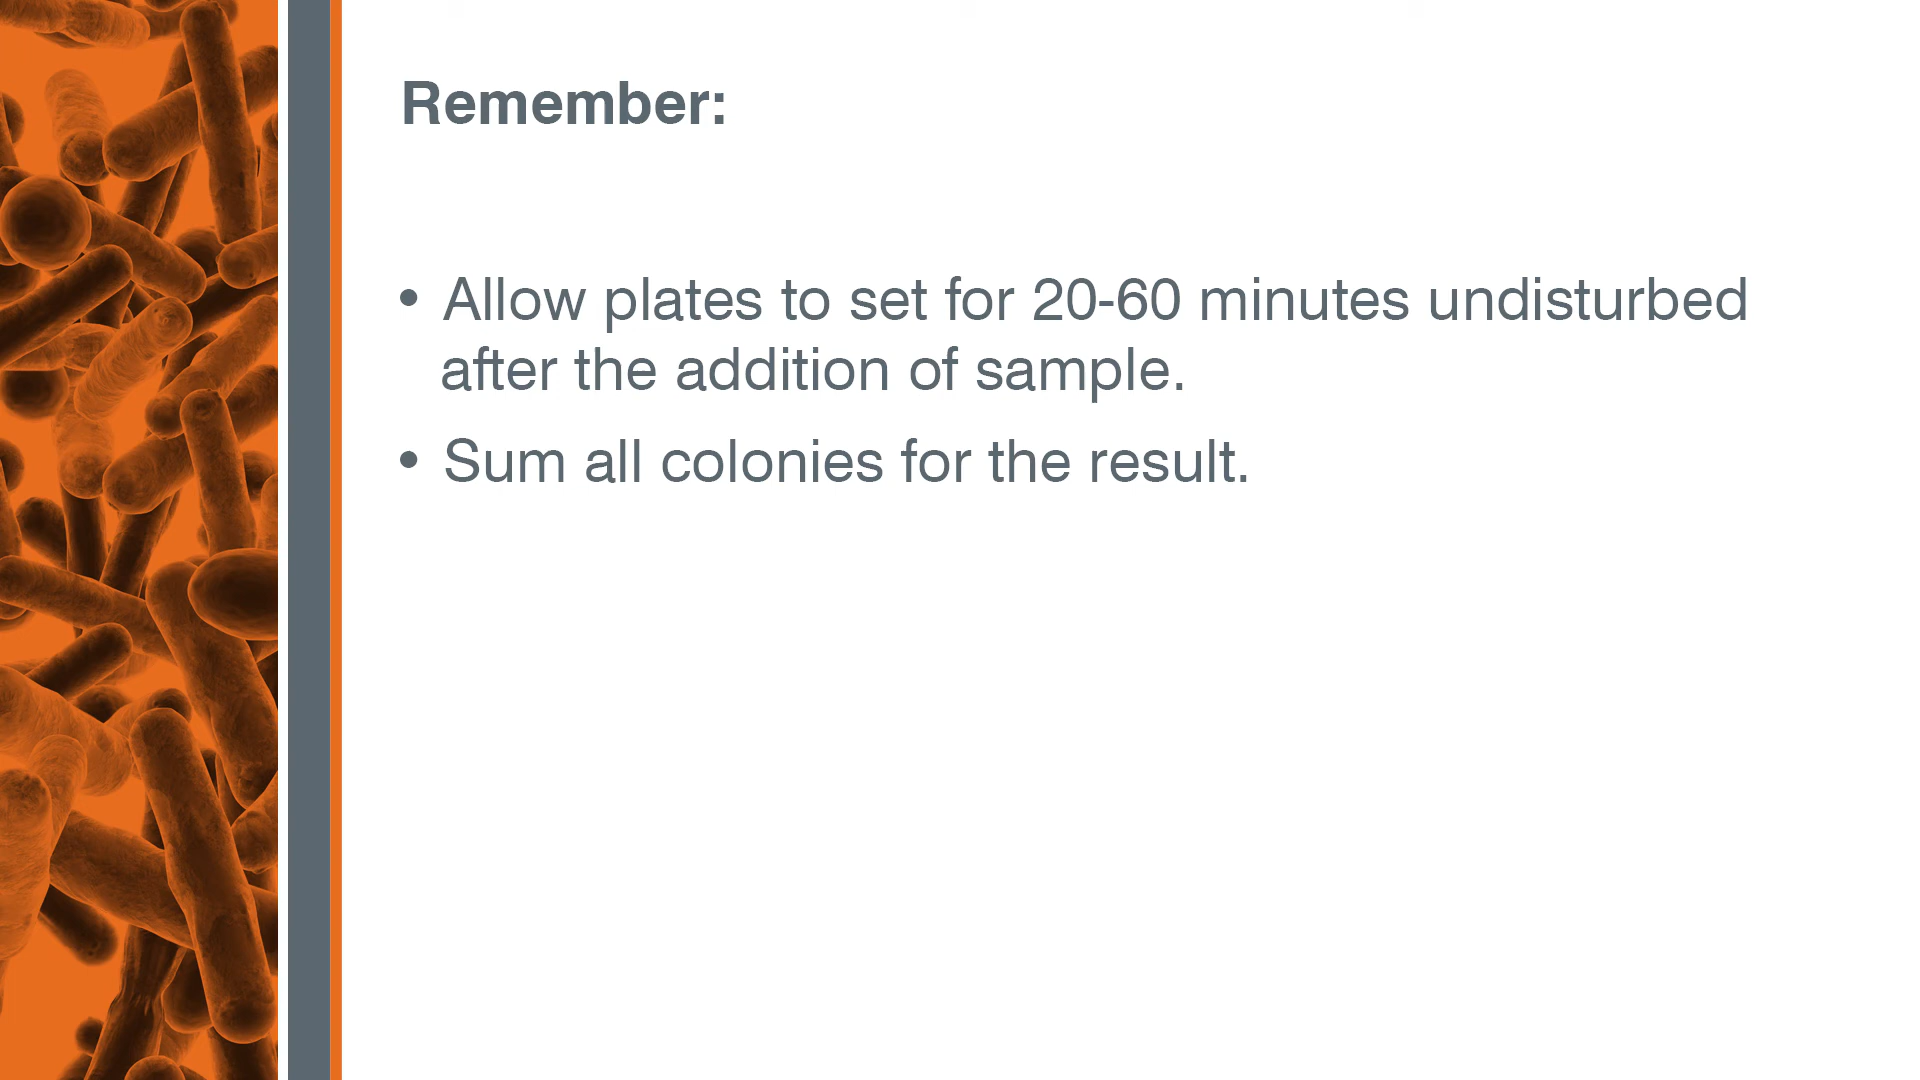 Remember:
• Allow plates to set for 20-60 minutes undisturbed
after the addition of sample.
• Sum all colonies for the result.